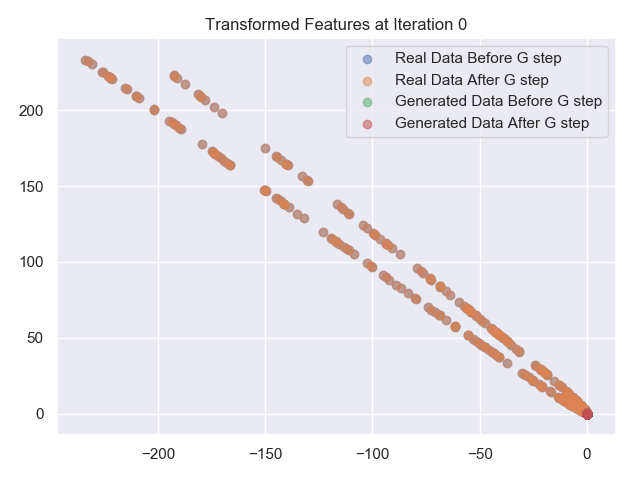 Transformed Features at Iteration 0
Real Data Before G step
Real Data After G step
Generated Data Before G step
Generated Data After G step
200
150
100
50
0
−200
−150
−100
−50
0